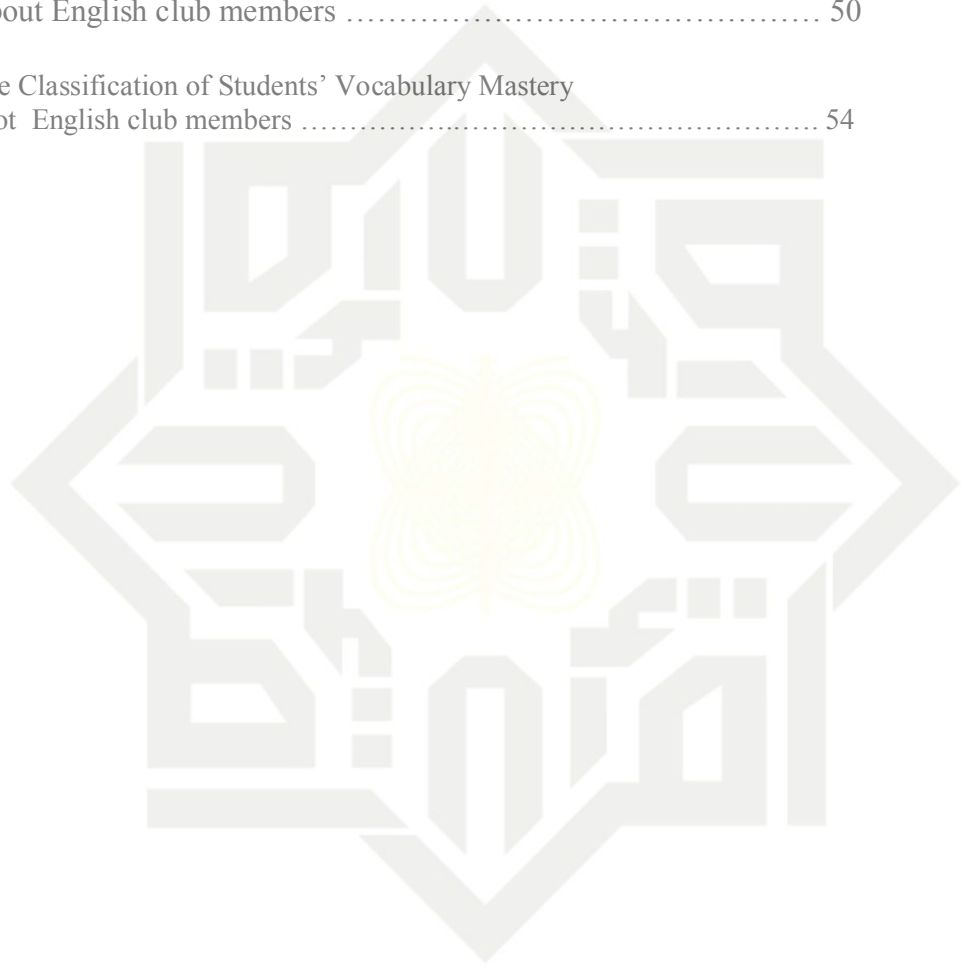 bout English club members …………………………………………… 50
e Classification of Students’ Vocabulary Mastery
ot English club members ……………..………………………………. 54